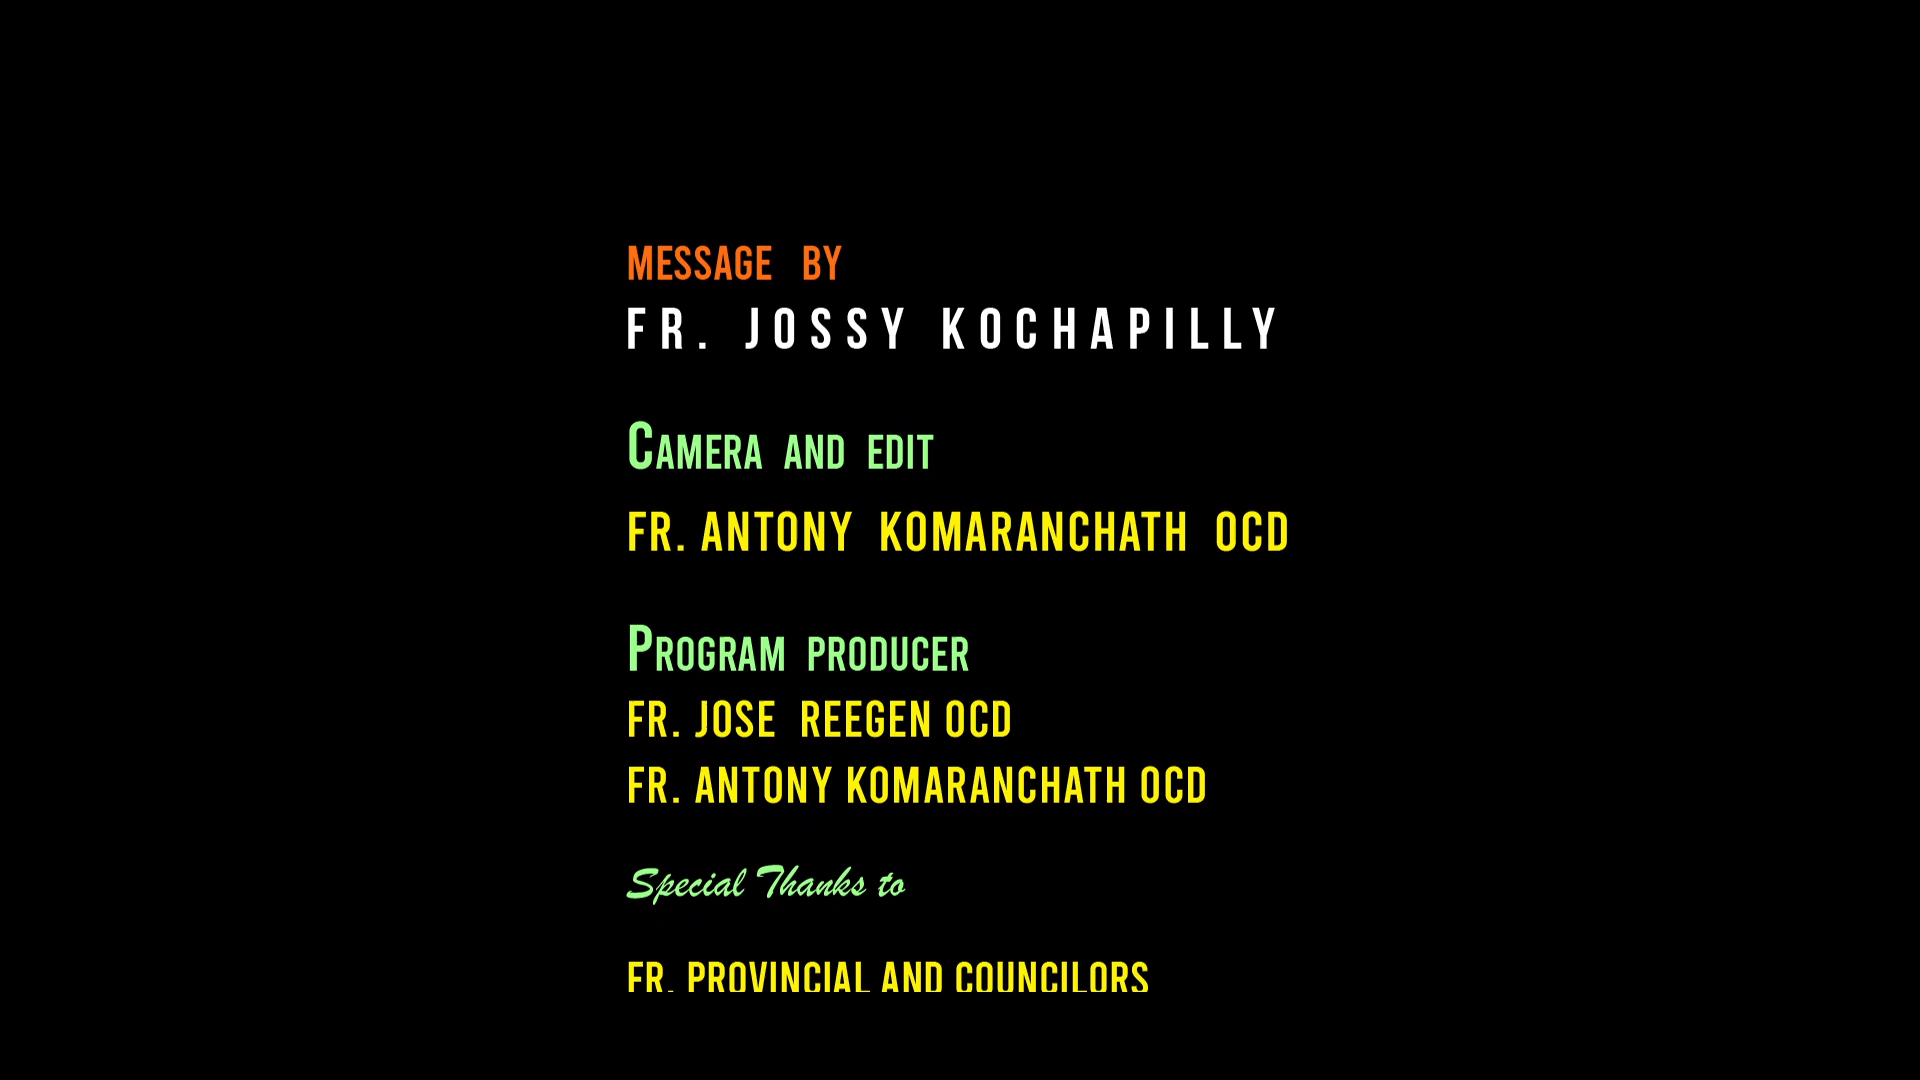 MESSAGE BY
FR. JOSSY KOCHAPILLY
CAMERA AND EDIT
FR. ANTONY KOMARANCHATH OCD
PROGRAM PRODUCER
FR. JOSE REEGEN OCD
FR. ANTONY KOMARANCHATH OCD
Special Thanks to
FR. PROVINCIAL AND COUNCILORS